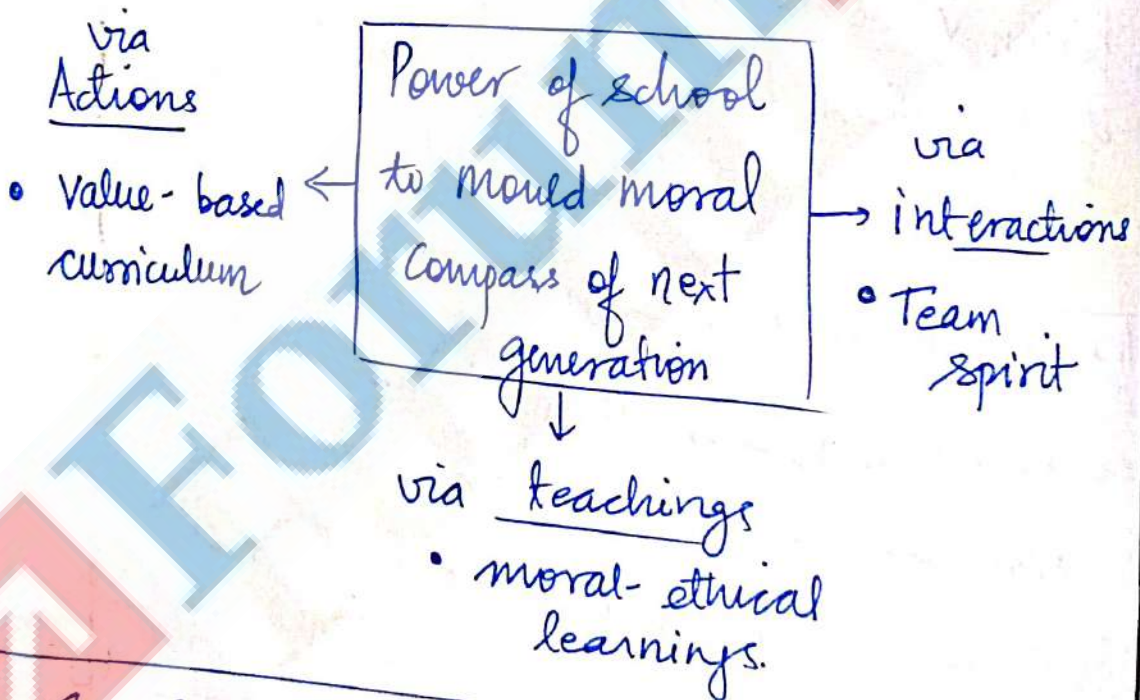 via
Actions
• Value-based
curriculum
←
Power of school
to mould moral
Compass of next
generation
→
via
interactions
• Team
spirit
↓
via teachings
• moral-ethical
learnings.
Forum